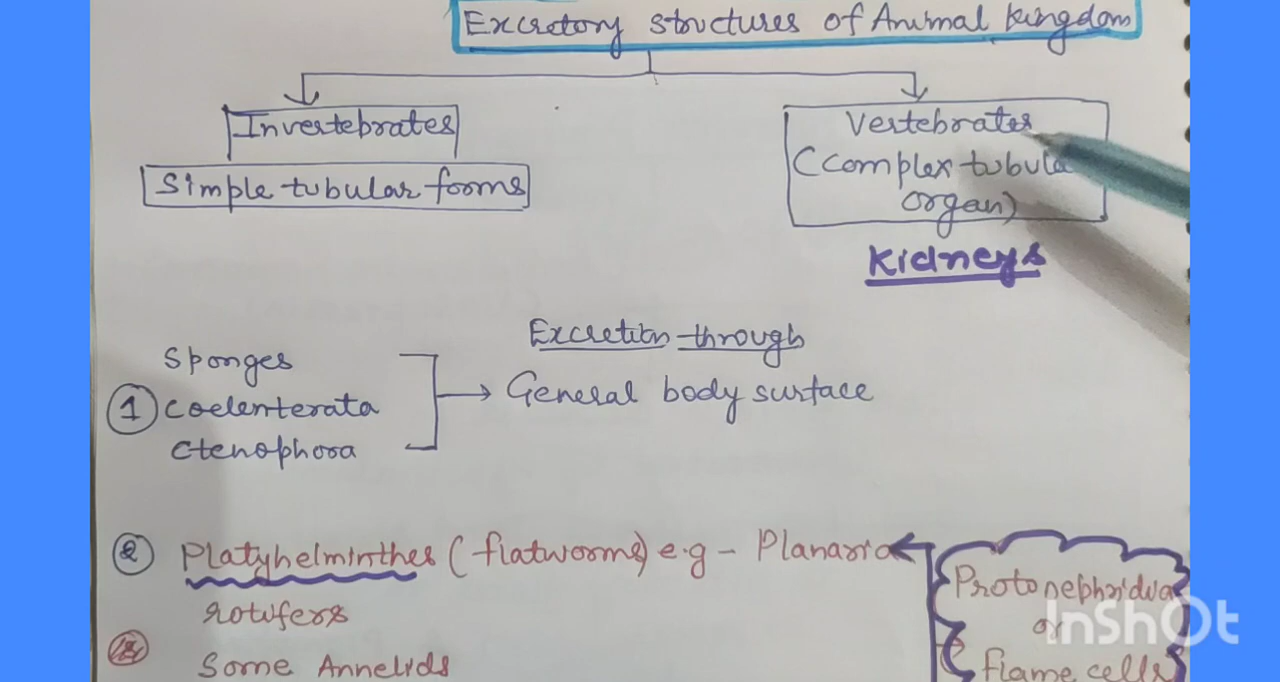 Excretory structures of Animal kingdom
Invertebrates
Simple tubular forms
Vertebrates
(Complex tubula
organ)
Kidneys
Excretion through
Sponges
① Coelenterata
Ctenophora
General body surface
② Platyhelminthes (flatworms) e.g - Planaria
rotifers
Some Annelids
Protonephridia
or
flame cells
InShOt